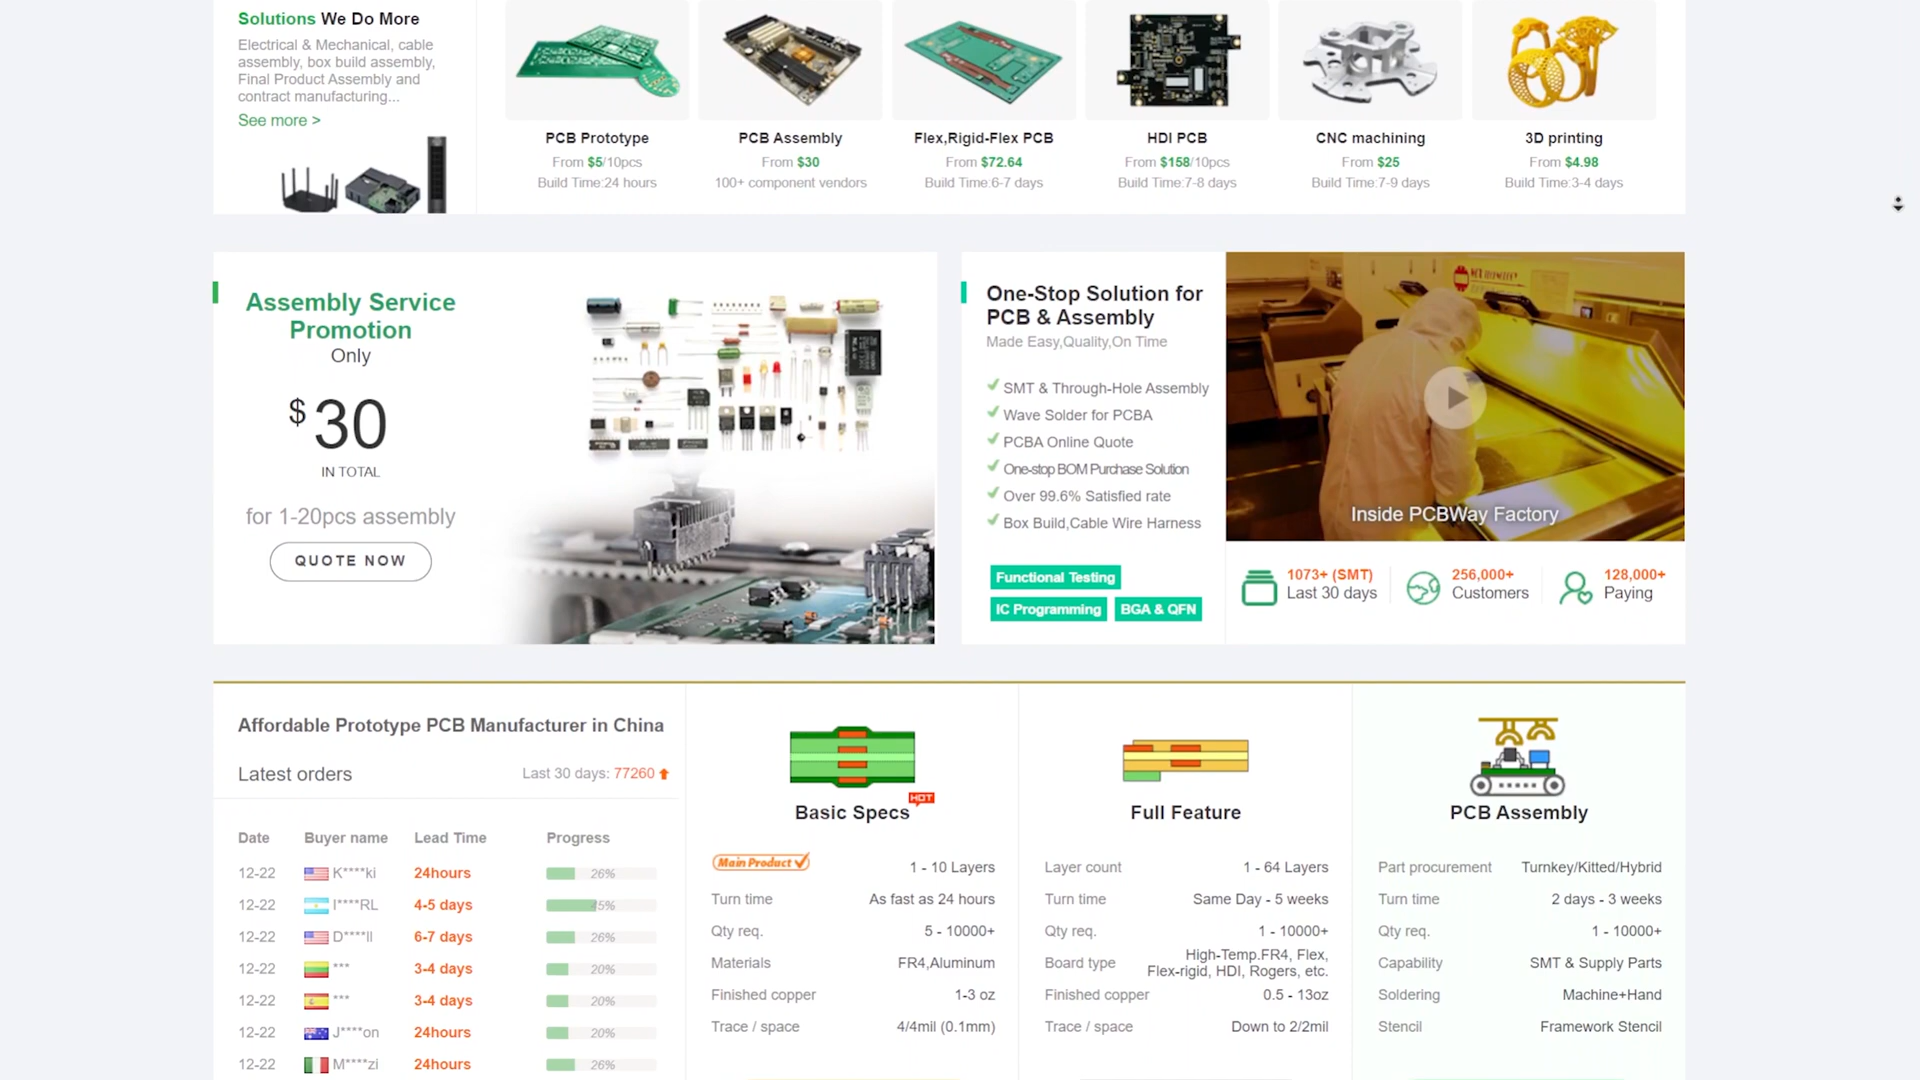 Solutions We Do More
Electrical & Mechanical, cable
assembly, box build assembly,
Final Product Assembly and
contract manufacturing...
See more >
PCB Prototype
From $5/10pcs
Build Time:24 hours
PCB Assembly
From $30
100+ component vendors
Flex,Rigid-Flex PCB
From $72.64
Build Time:6-7 days
HDI PCB
From $158/10pcs
Build Time:7-8 days
CNC machining
From $25
Build Time:7-9 days
3D printing
From $4.98
Build Time:3-4 days
Assembly Service
Promotion
Only
$30
IN TOTAL
for 1-20pcs assembly
QUOTE NOW
One-Stop Solution for
PCB & Assembly
Made Easy,Quality,On Time
SMT & Through-Hole Assembly
Wave Solder for PCBA
PCBA Online Quote
One-stop BOM Purchase Solution
Over 99.6% Satisfied rate
Box Build,Cable Wire Harness
Functional Testing
IC Programming BGA & QFN
Inside PCBWay Factory
1073+ (SMT)
Last 30 days
256,000+
Customers
128,000+
Paying
Affordable Prototype PCB Manufacturer in China
Latest orders Last 30 days: 77260
Date Buyer name Lead Time Progress
12-22 K****ki 24hours 26%
12-22 I****RL 4-5 days 45%
12-22 D****ll 6-7 days 26%
12-22 *** 3-4 days 20%
12-22 *** 3-4 days 20%
12-22 J****on 24hours 20%
12-22 M****zi 24hours 26%
HOT
Basic Specs
Main Product 1 - 10 Layers
Turn time As fast as 24 hours
Qty req. 5 - 10000+
Materials FR4,Aluminum
Finished copper 1-3 oz
Trace / space 4/4mil (0.1mm)
Full Feature
Layer count 1 - 64 Layers
Turn time Same Day - 5 weeks
Qty req. 1 - 10000+
Board type High-Temp.FR4, Flex,
Flex-rigid, HDI, Rogers, etc.
Finished copper 0.5 - 13oz
Trace / space Down to 2/2mil
PCB Assembly
Part procurement Turnkey/Kitted/Hybrid
Turn time 2 days - 3 weeks
Qty req. 1 - 10000+
Capability SMT & Supply Parts
Soldering Machine+Hand
Stencil Framework Stencil